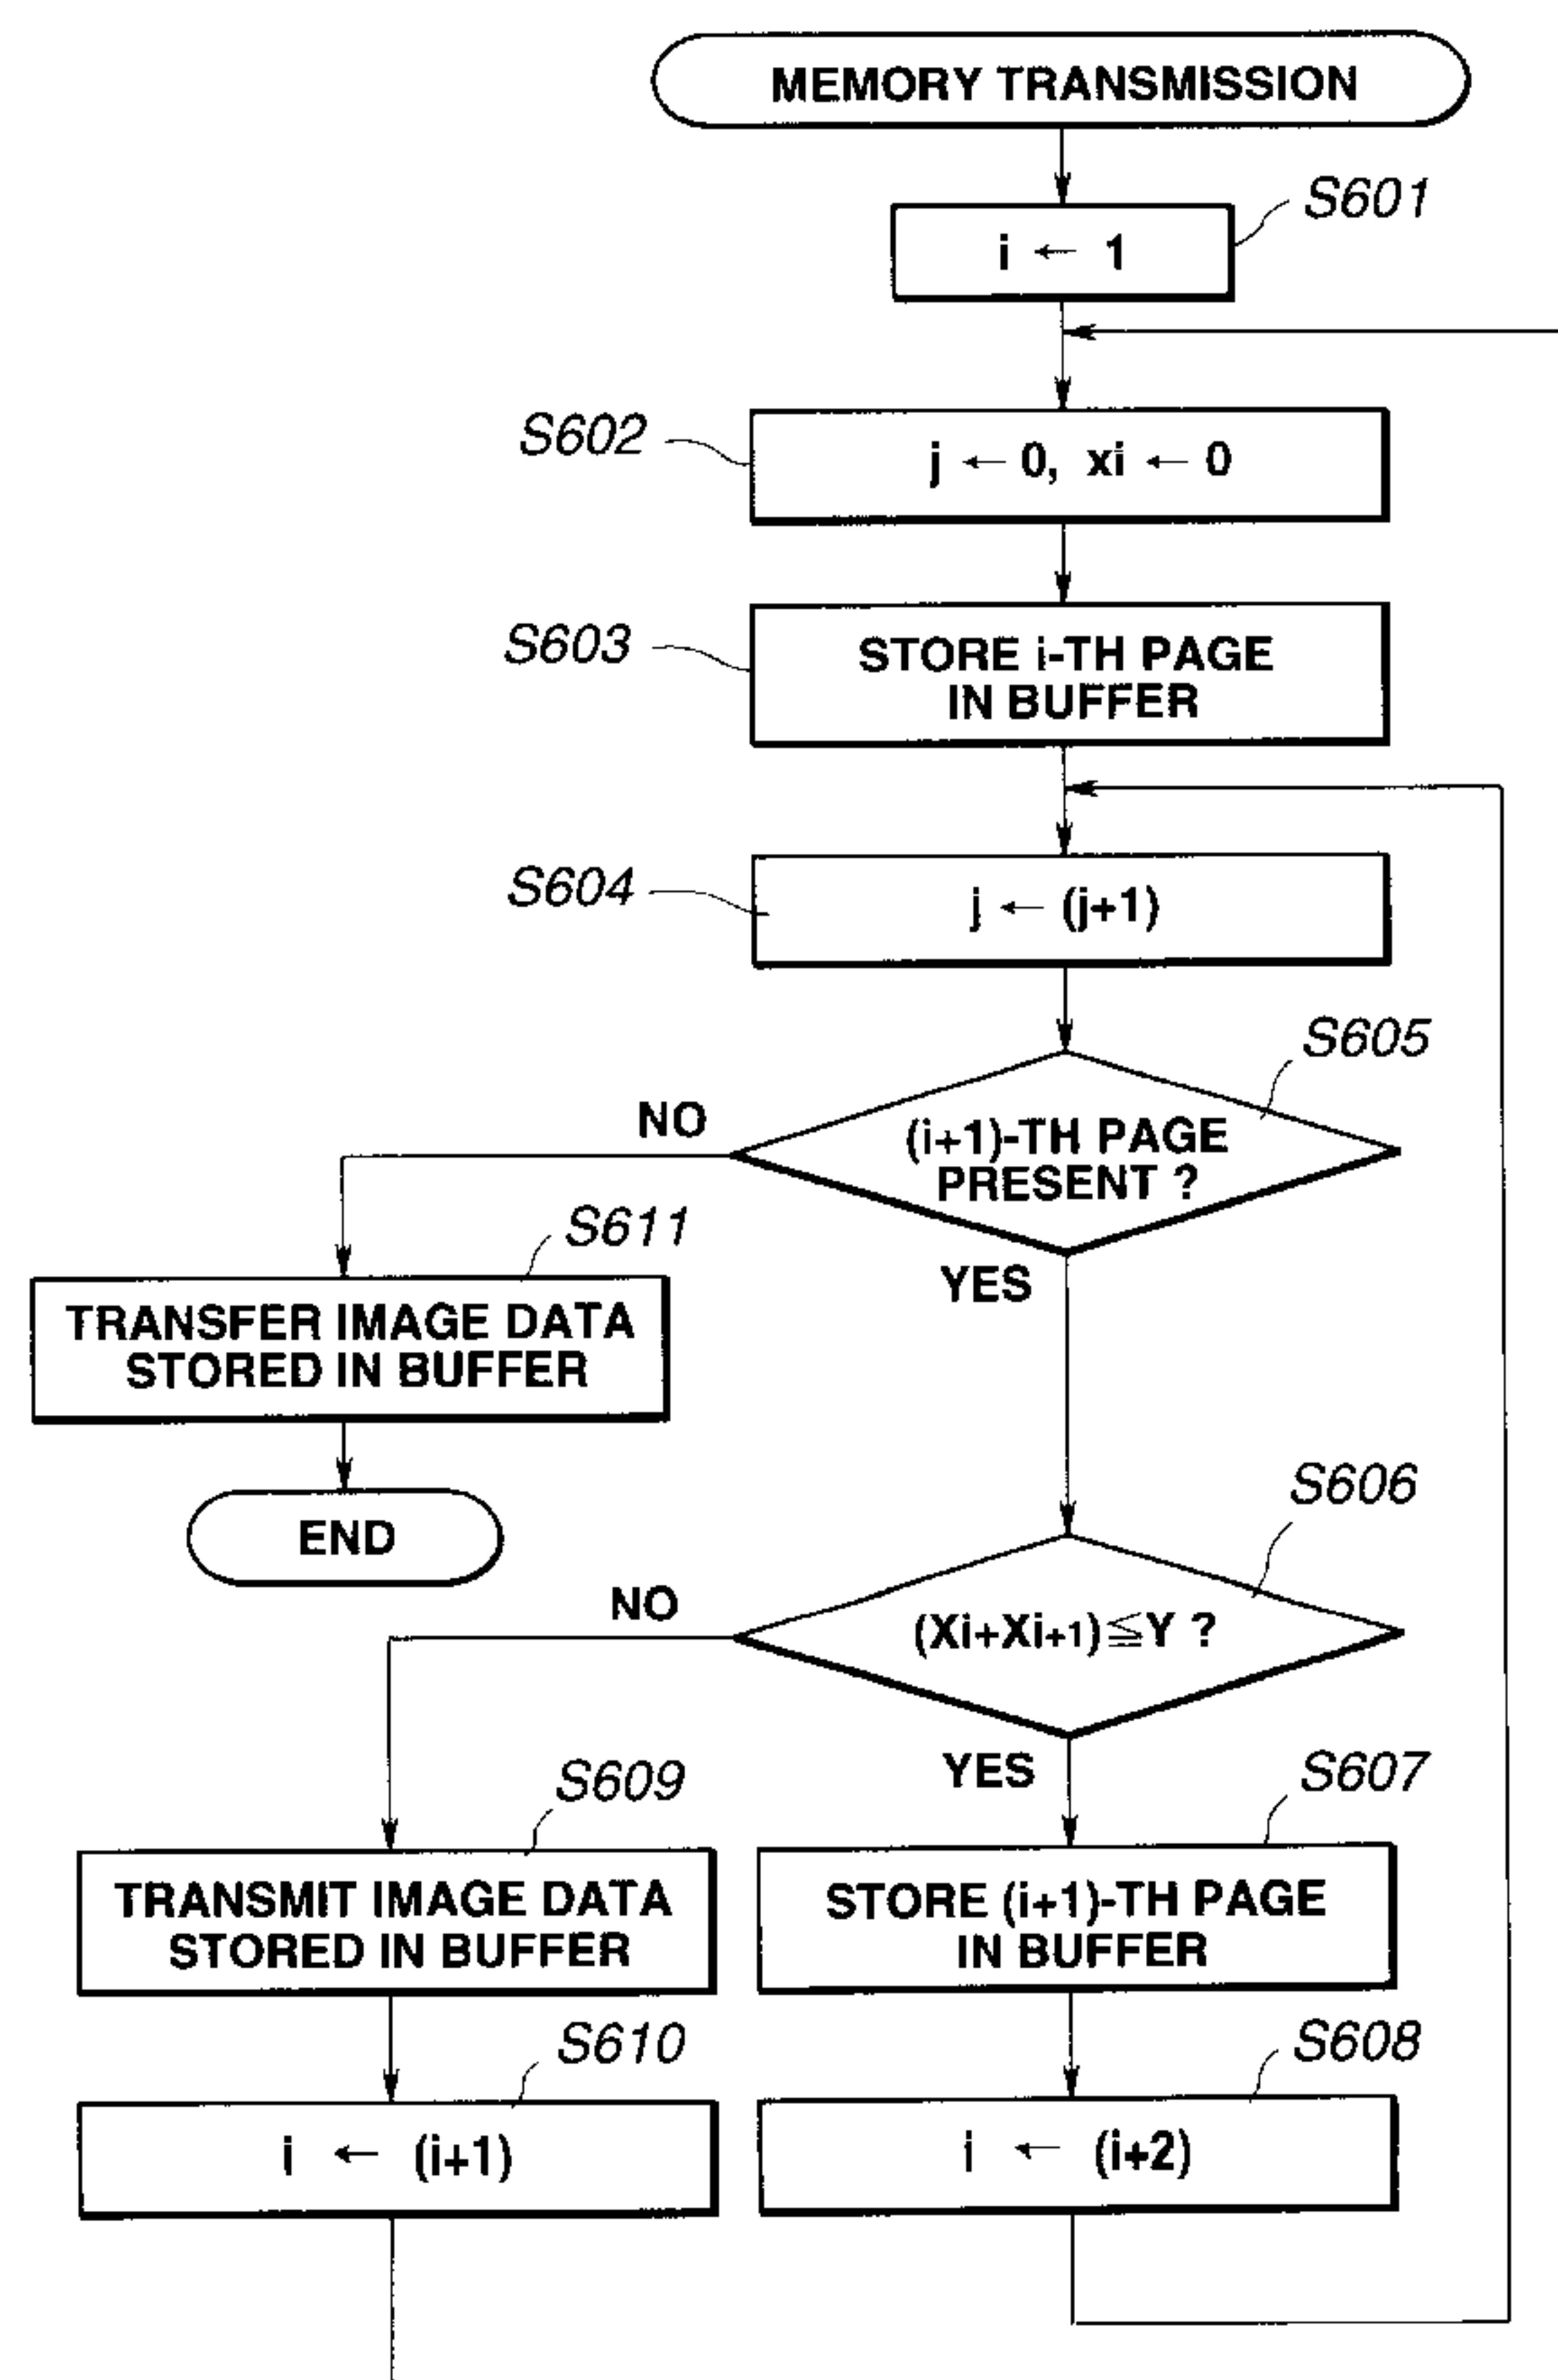 MEMORY TRANSMISSION
S601
i ← 1
S602
j ← 0, xi ← 0
S603
STORE i-TH PAGE
IN BUFFER
S604
j ← (j+1)
S605
NO
(i+1)-TH PAGE
PRESENT ?
YES
S611
TRANSFER IMAGE DATA
STORED IN BUFFER
END
S606
NO
(Xi+Xi+1)≦Y ?
YES
S609
TRANSMIT IMAGE DATA
STORED IN BUFFER
S607
STORE (i+1)-TH PAGE
IN BUFFER
S610
i ← (i+1)
S608
i ← (i+2)